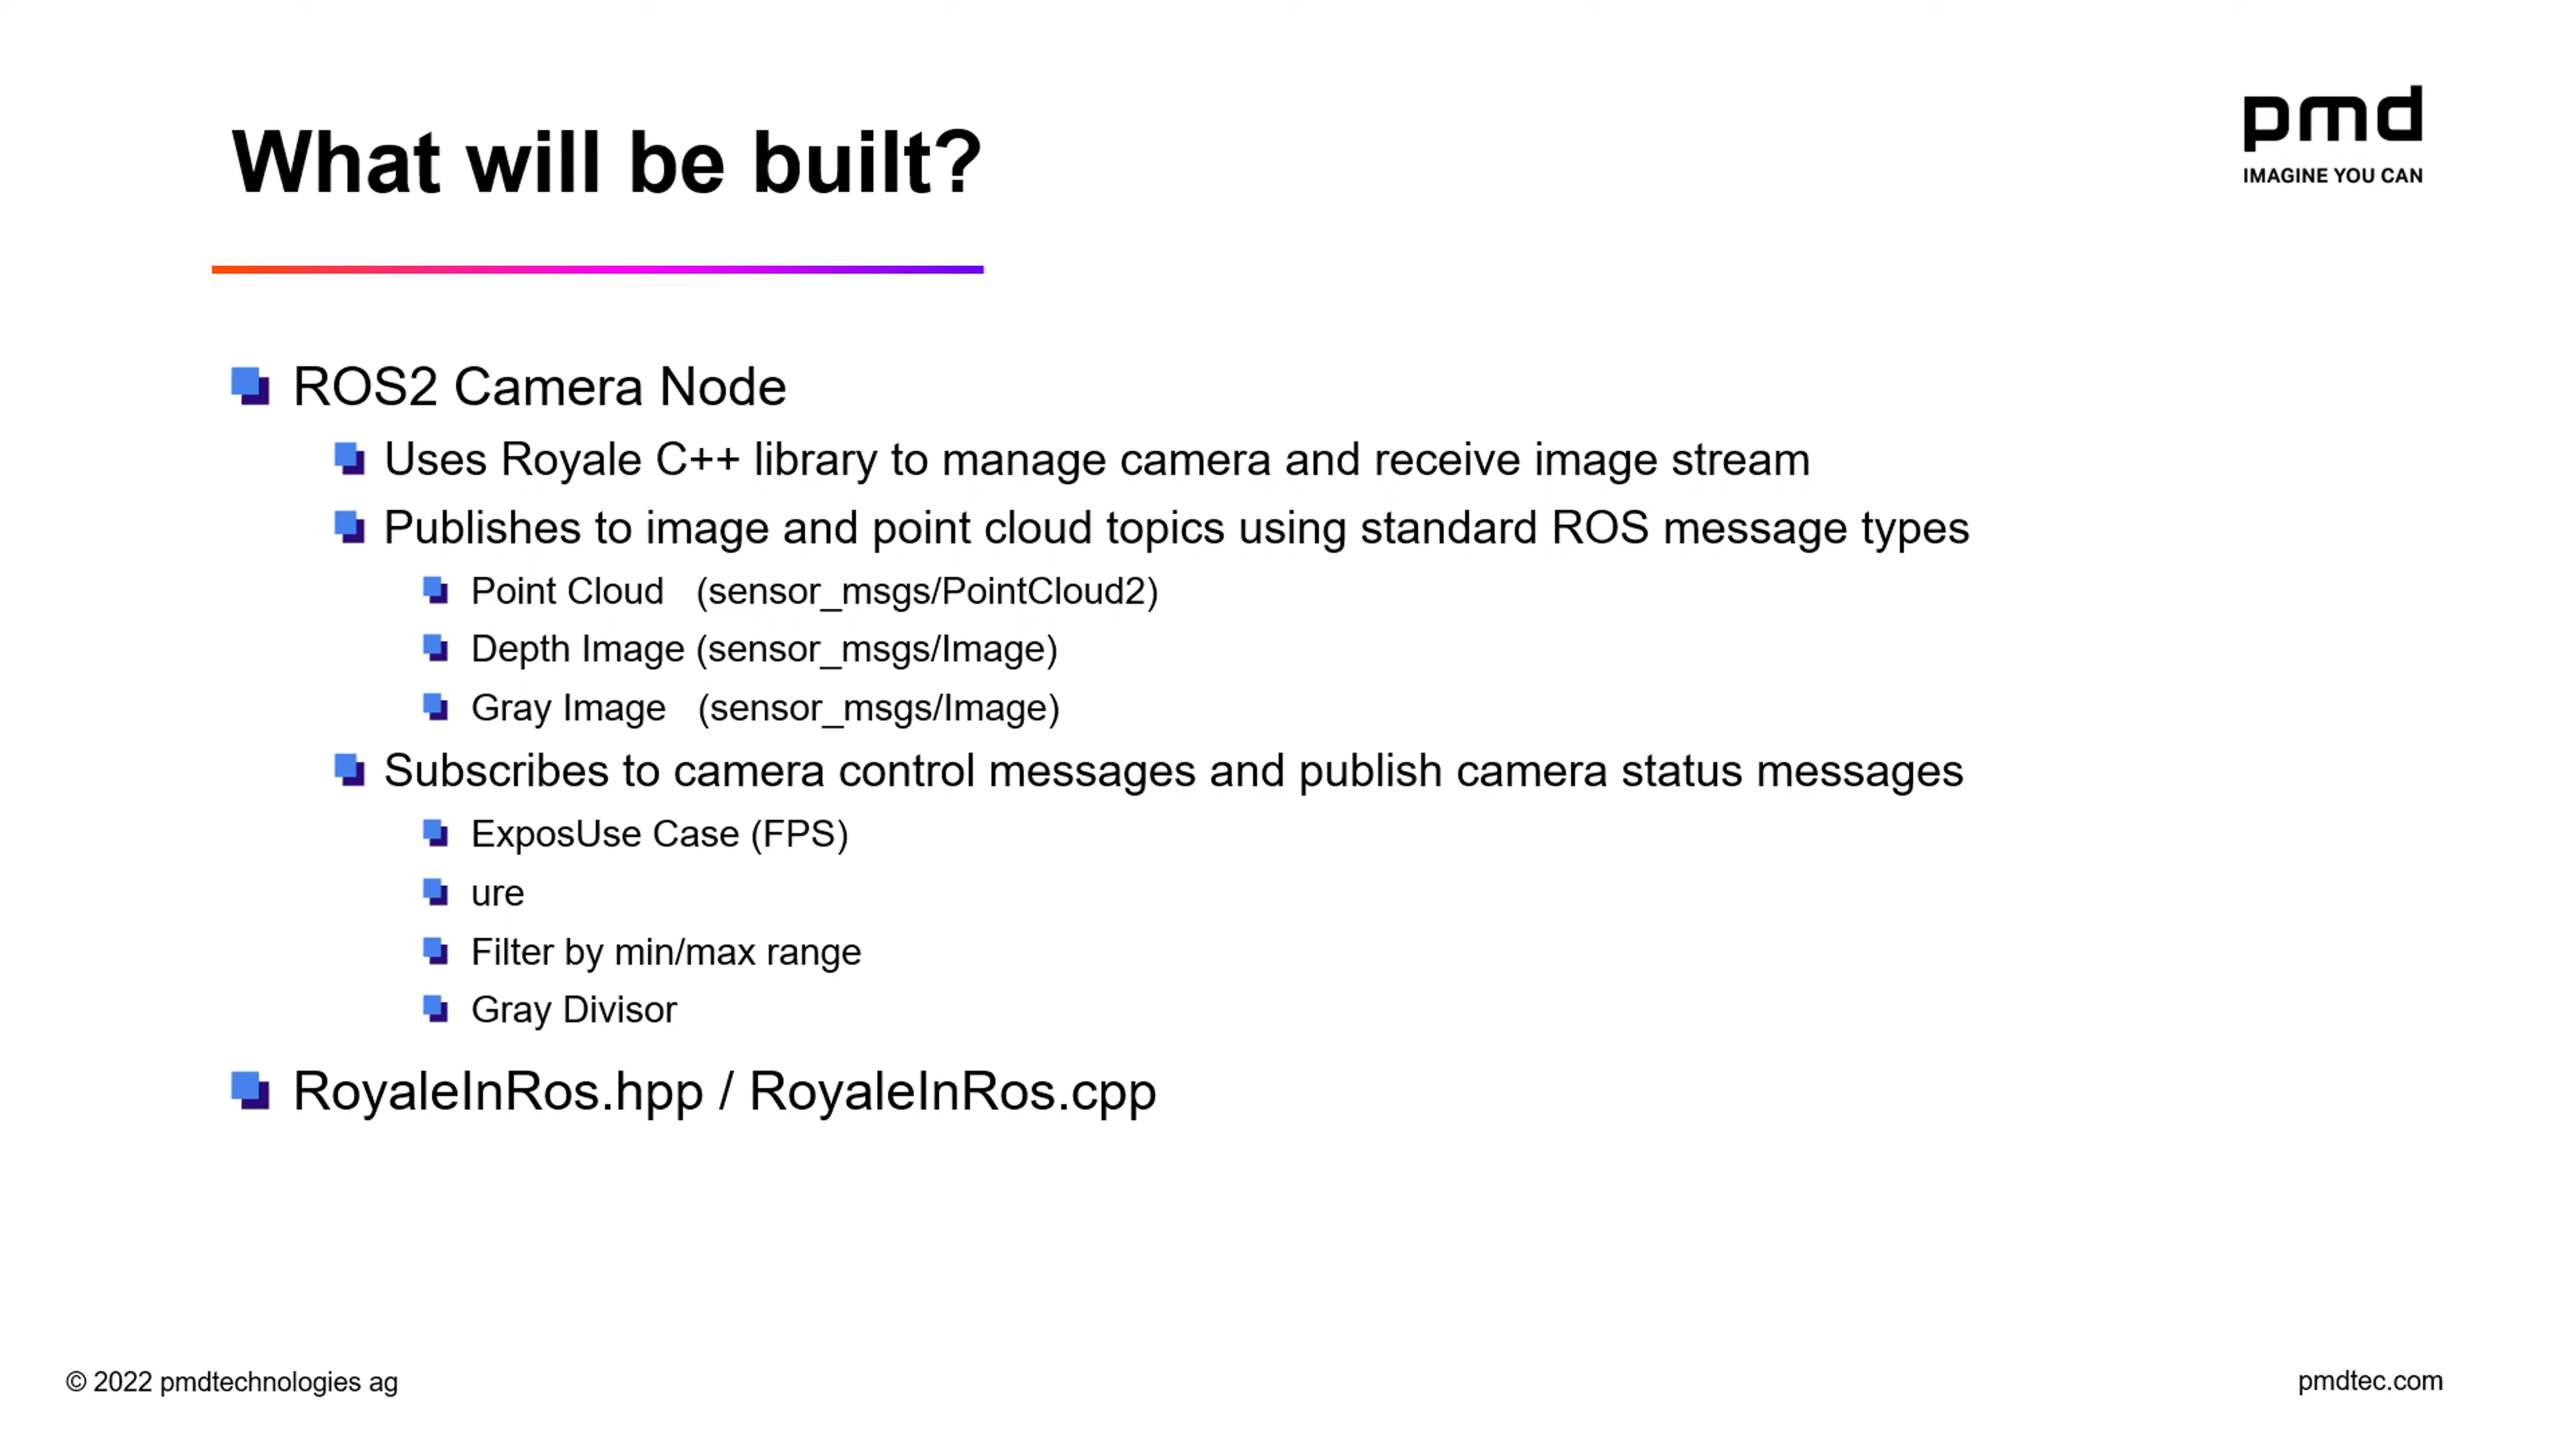 What will be built?
pmd
IMAGINE YOU CAN
ROS2 Camera Node
Uses Royale C++ library to manage camera and receive image stream
Publishes to image and point cloud topics using standard ROS message types
Point Cloud (sensor_msgs/PointCloud2)
Depth Image (sensor_msgs/Image)
Gray Image (sensor_msgs/Image)
Subscribes to camera control messages and publish camera status messages
ExposUse Case (FPS)
ure
Filter by min/max range
Gray Divisor
RoyaleInRos.hpp / RoyaleInRos.cpp
© 2022 pmdtechnologies ag
pmdtec.com